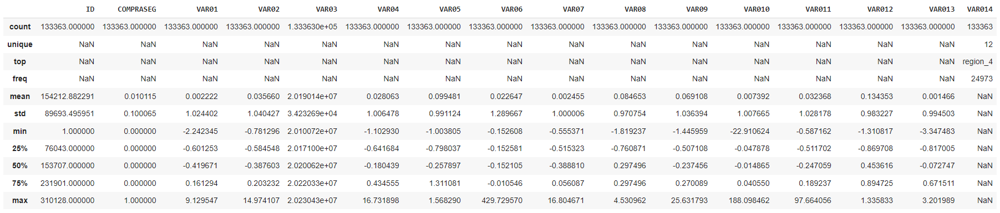 ID COMPRASEG VAR01 VAR02 VAR03 VAR04 VAR05 VAR06 VAR07 VAR08 VAR09 VAR010 VAR011 VAR012 VAR013 VAR014
count 133363.000000 133363.000000 133363.000000 133363.000000 1.333630e+05 133363.000000 133363.000000 133363.000000 133363.000000 133363.000000 133363.000000 133363.000000 133363.000000 133363.000000 133363.000000 133363
unique NaN NaN NaN NaN NaN NaN NaN NaN NaN NaN NaN NaN NaN NaN NaN 12
top NaN NaN NaN NaN NaN NaN NaN NaN NaN NaN NaN NaN NaN NaN NaN region_4
freq NaN NaN NaN NaN NaN NaN NaN NaN NaN NaN NaN NaN NaN NaN NaN 24973
mean 154212.882291 0.010115 0.002222 0.035660 2.019014e+07 0.028063 0.099481 0.022647 0.002455 0.084653 0.069108 0.007392 0.032368 0.134353 0.001466 NaN
std 89693.495951 0.100065 1.024402 1.040427 3.423269e+04 1.006478 0.991124 1.289667 1.000006 0.970754 1.036394 1.007665 1.028178 0.983227 0.994503 NaN
min 1.000000 0.000000 -2.242345 -0.781296 2.010072e+07 -1.102930 -1.003805 -0.152608 -0.555371 -1.819237 -1.445959 -22.910624 -0.587162 -1.310817 -3.347483 NaN
25% 76043.000000 0.000000 -0.601253 -0.584548 2.017100e+07 -0.641684 -0.798037 -0.152581 -0.515323 -0.760871 -0.507108 -0.047878 -0.511702 -0.869708 -0.817005 NaN
50% 153707.000000 0.000000 -0.419671 -0.387603 2.020062e+07 -0.180439 -0.257897 -0.152105 -0.388810 0.297496 -0.237456 -0.014865 -0.247059 0.453616 -0.072747 NaN
75% 231901.000000 0.000000 0.161294 0.203232 2.022033e+07 0.434555 1.311081 -0.010546 0.056087 0.297496 0.270089 0.040550 0.189237 0.894725 0.671511 NaN
max 310128.000000 1.000000 9.129547 14.974107 2.023043e+07 16.731898 1.568290 429.729570 16.804671 4.530962 25.631793 188.098462 97.664056 1.335833 3.201989 NaN